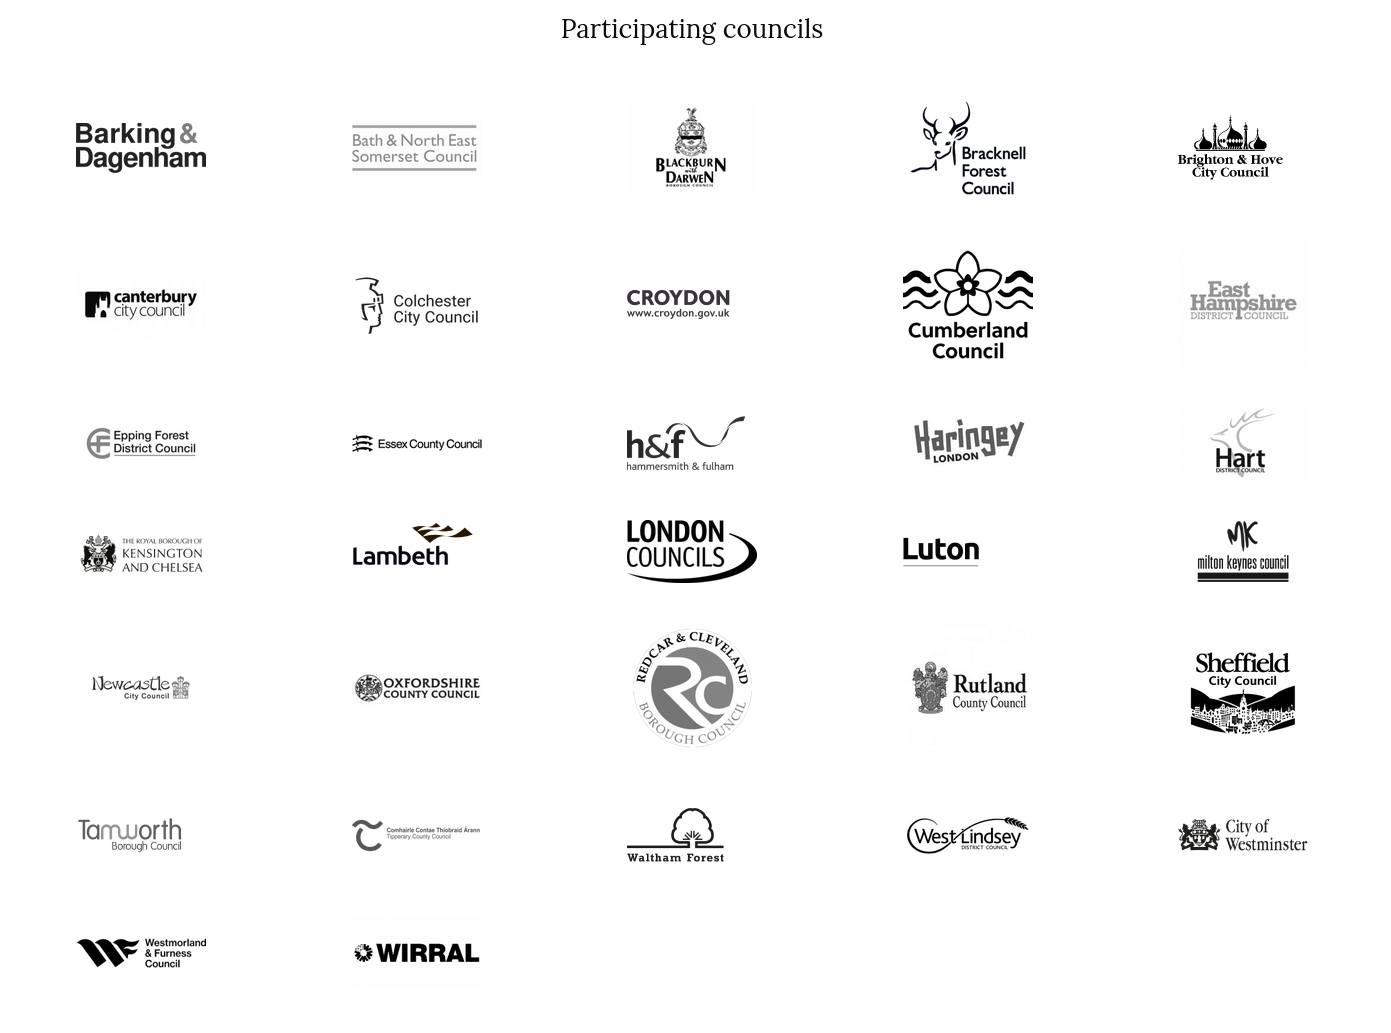 Participating councils
Barking &
Dagenham
Bath & North East
Somerset Council
BLACKBURN
with
DARWEN
BOROUGH COUNCIL
Bracknell
Forest
Council
Brighton & Hove
City Council
canterbury
city council
Colchester
City Council
CROYDON
www.croydon.gov.uk
Cumberland
Council
East
Hampshire
DISTRICT COUNCIL
Epping Forest
District Council
Essex County Council
h&f
hammersmith & fulham
Haringey
LONDON
Hart
DISTRICT COUNCIL
THE ROYAL BOROUGH OF
KENSINGTON
AND CHELSEA
Lambeth
LONDON
COUNCILS
Luton
MK
milton keynes council
Newcastle
City Council
OXFORDSHIRE
COUNTY COUNCIL
REDCAR & CLEVELAND
RC
BOROUGH COUNCIL
Rutland
County Council
Sheffield
City Council
Tamworth
Borough Council
Comhairle Contae Thiobraid Árann
Tipperary County Council
Waltham Forest
West Lindsey
DISTRICT COUNCIL
City of
Westminster
Westmorland
& Furness
Council
WIRRAL